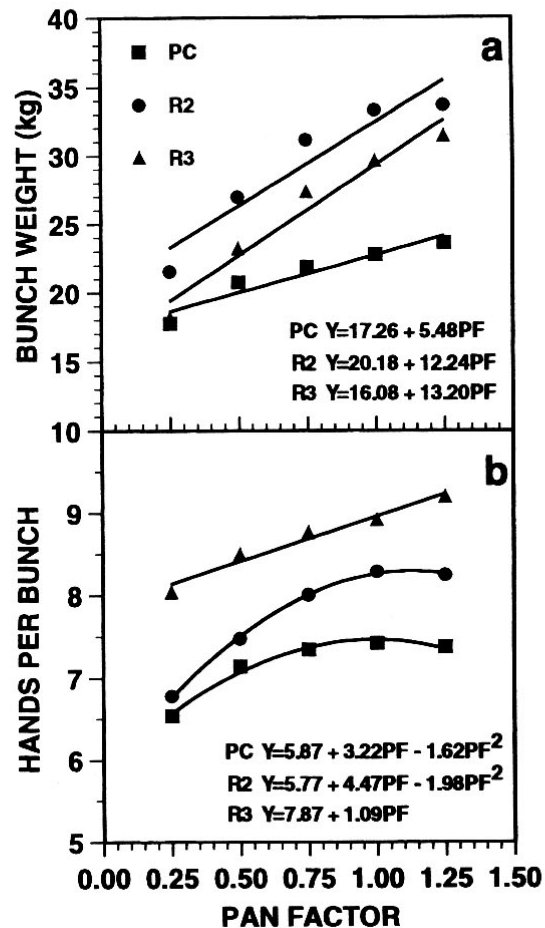 40
35
30
25
20
15
10
BUNCH WEIGHT (kg)
a
PC
R2
R3
PC Y=17.26 + 5.48PF
R2 Y=20.18 + 12.24PF
R3 Y=16.08 + 13.20PF
b
9
8
7
6
5
HANDS PER BUNCH
PC Y=5.87 + 3.22PF - 1.62PF²
R2 Y=5.77 + 4.47PF - 1.98PF²
R3 Y=7.87 + 1.09PF
0.00 0.25 0.50 0.75 1.00 1.25 1.50
PAN FACTOR